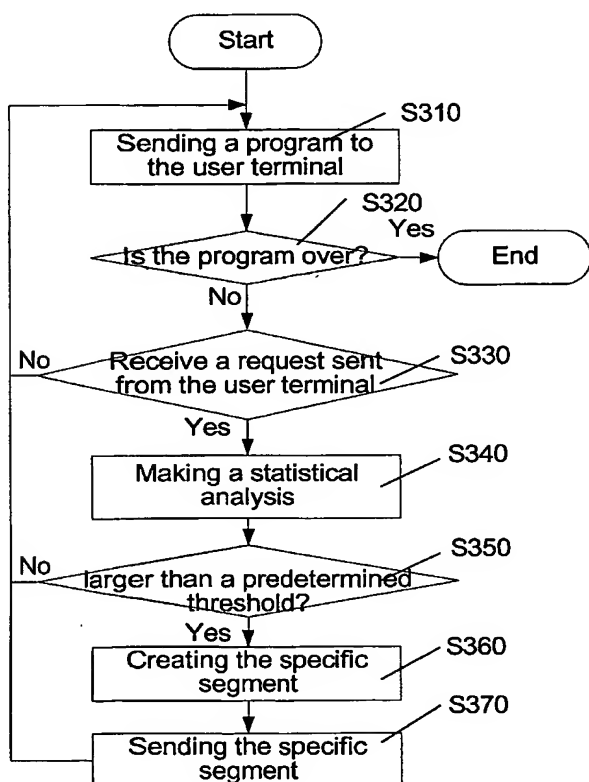 Start
S310
Sending a program to
the user terminal
S320
Yes
Is the program over?
End
No
No
Receive a request sent
from the user terminal
S330
Yes
S340
Making a statistical
analysis
No
S350
larger than a predetermined
threshold?
Yes
S360
Creating the specific
segment
S370
Sending the specific
segment